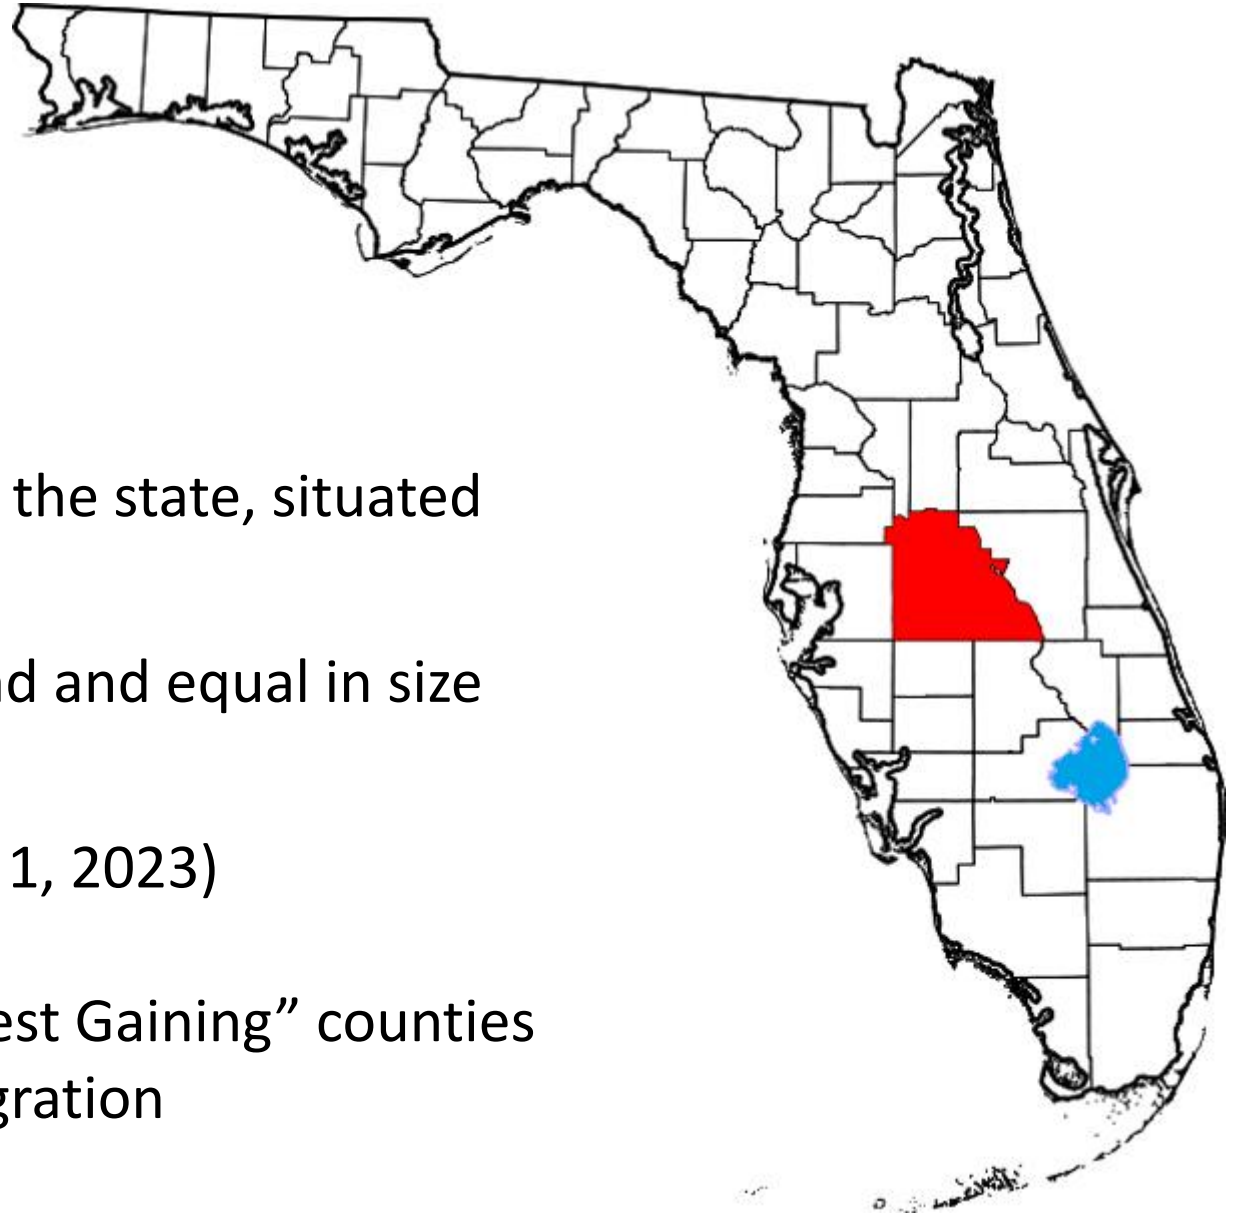 the state, situated
d and equal in size
1, 2023)
est Gaining” counties
gration